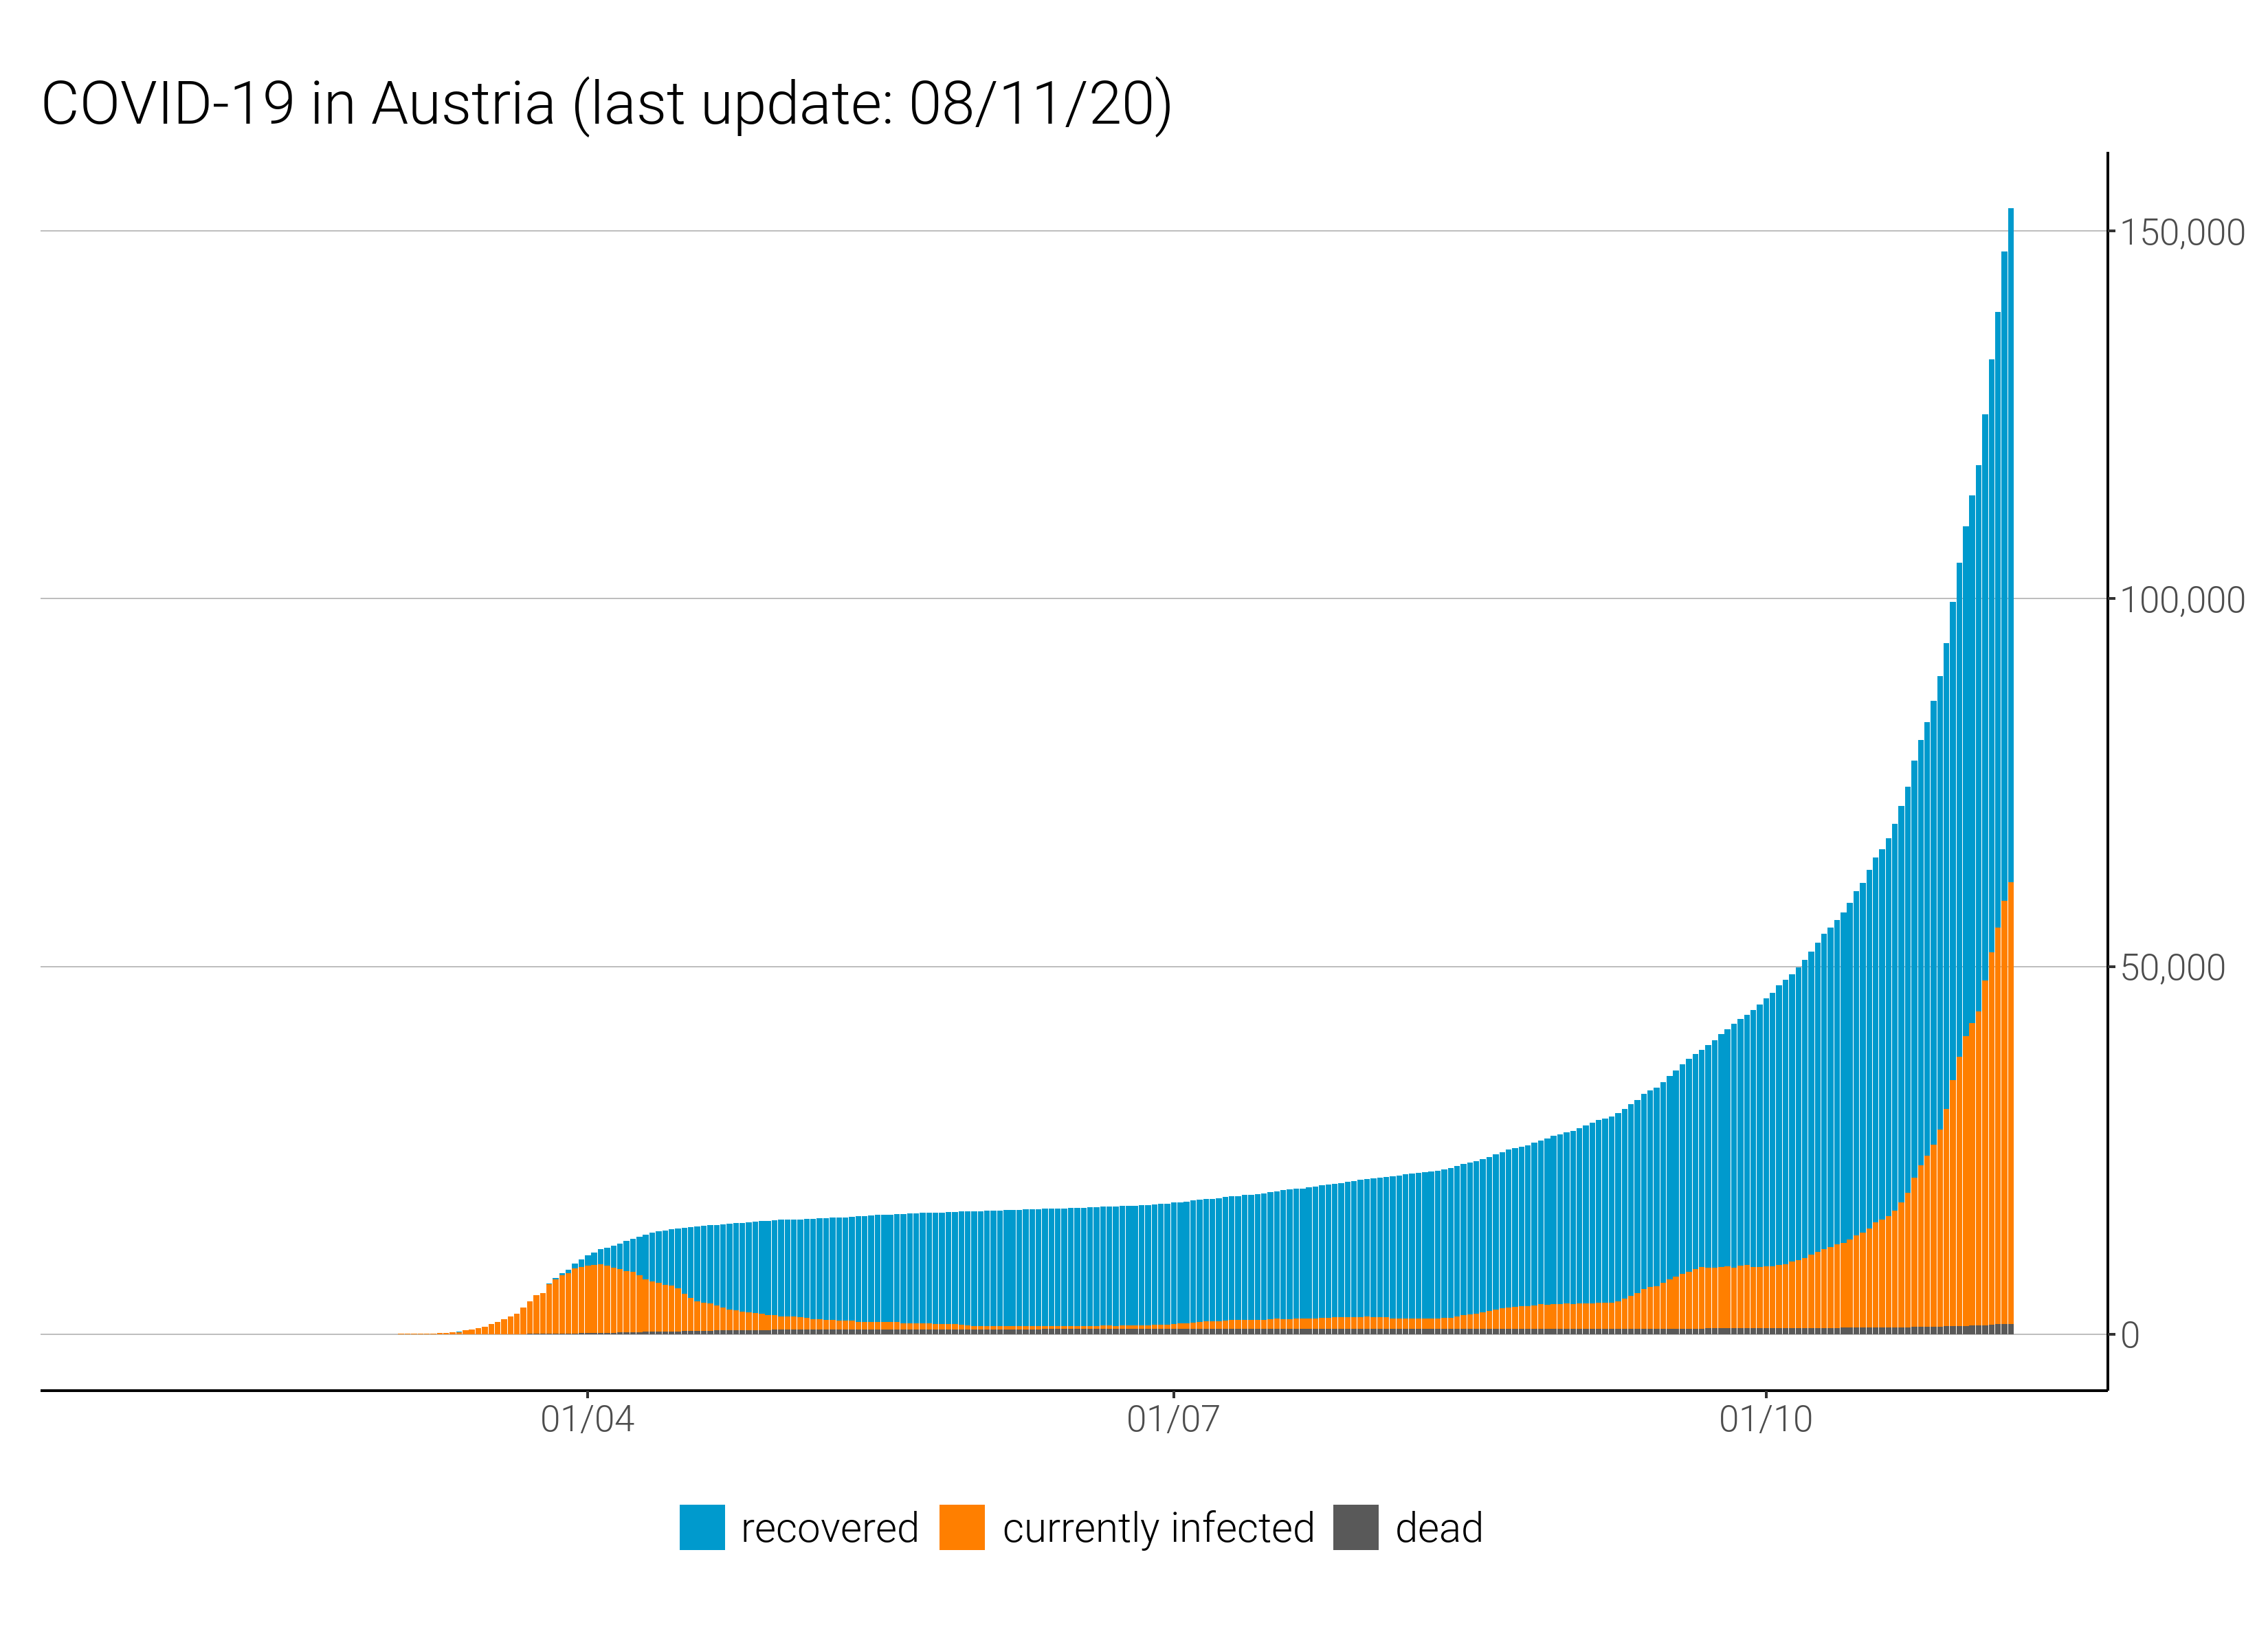 COVID-19 in Austria (last update: 08/11/20)
150,000
100,000
50,000
0
01/04 01/07 01/10
recovered currently infected dead